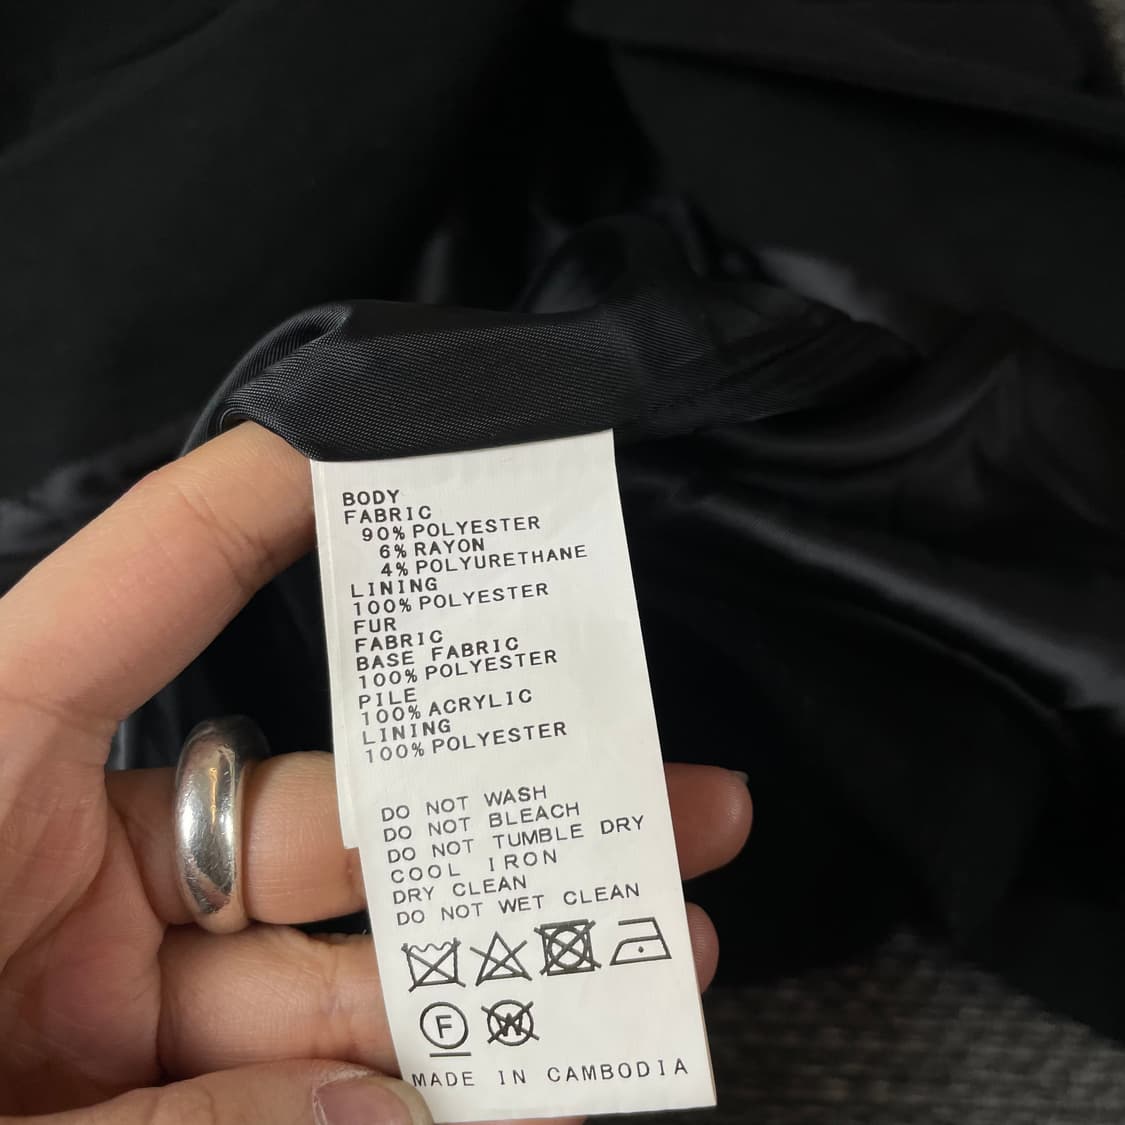 BODY
FABRIC
90% POLYESTER
6% RAYON
4% POLYURETHANE
LINING
100% POLYESTER
FUR
FABRIC
BASE FABRIC
100% POLYESTER
PILE
100% ACRYLIC
LINING
100% POLYESTER
DO NOT WASH
DO NOT BLEACH
DO NOT TUMBLE DRY
COOL IRON
DRY CLEAN
DO NOT WET CLEAN
F W
MADE IN CAMBODIA